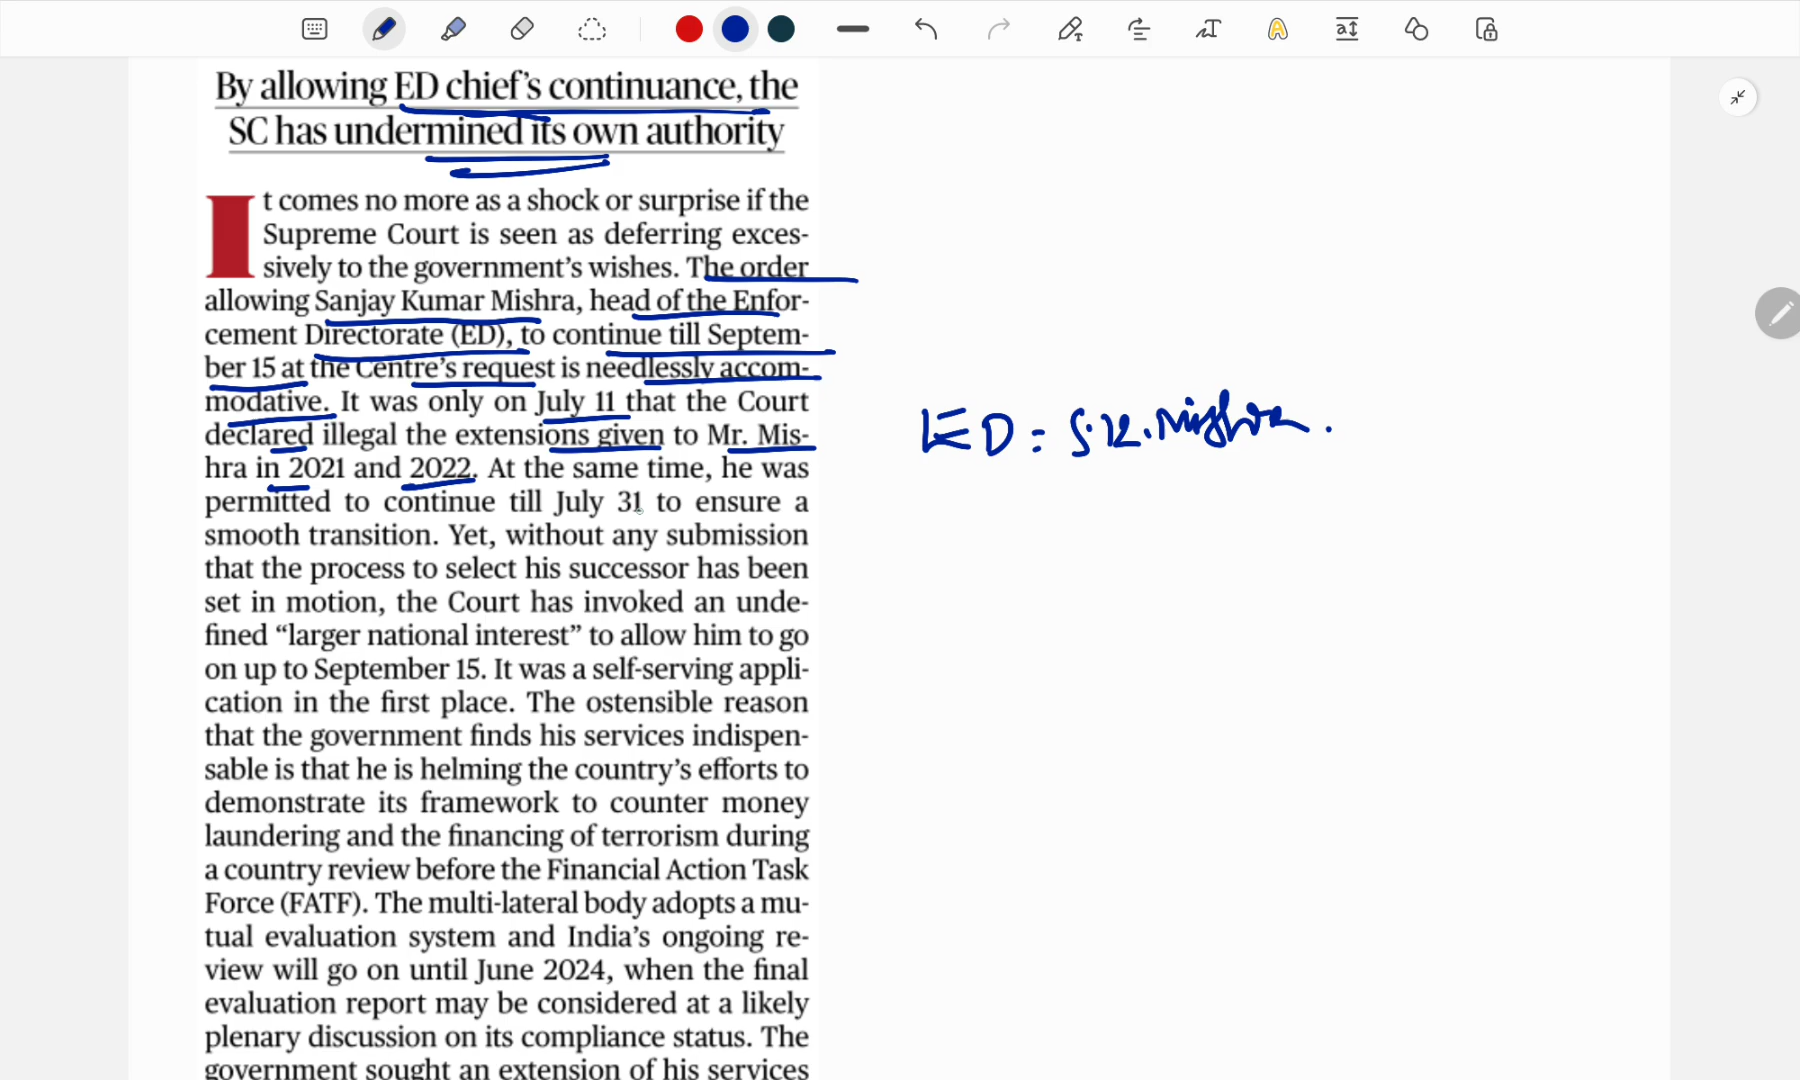 By allowing ED chief's continuance, the
SC has undermined its own authority
It comes no more as a shock or surprise if the
Supreme Court is seen as deferring exces-
sively to the government's wishes. The order
allowing Sanjay Kumar Mishra, head of the Enfor-
cement Directorate (ED), to continue till Septem-
ber 15 at the Centre's request is needlessly accom-
modative. It was only on July 11 that the Court
declared illegal the extensions given to Mr. Mis-
hra in 2021 and 2022. At the same time, he was
permitted to continue till July 31 to ensure a
smooth transition. Yet, without any submission
that the process to select his successor has been
set in motion, the Court has invoked an unde-
fined “larger national interest” to allow him to go
on up to September 15. It was a self-serving appli-
cation in the first place. The ostensible reason
that the government finds his services indispen-
sable is that he is helming the country's efforts to
demonstrate its framework to counter money
laundering and the financing of terrorism during
a country review before the Financial Action Task
Force (FATF). The multi-lateral body adopts a mu-
tual evaluation system and India's ongoing re-
view will go on until June 2024, when the final
evaluation report may be considered at a likely
plenary discussion on its compliance status. The
government sought an extension of his services
ED = S.K. Mishra.